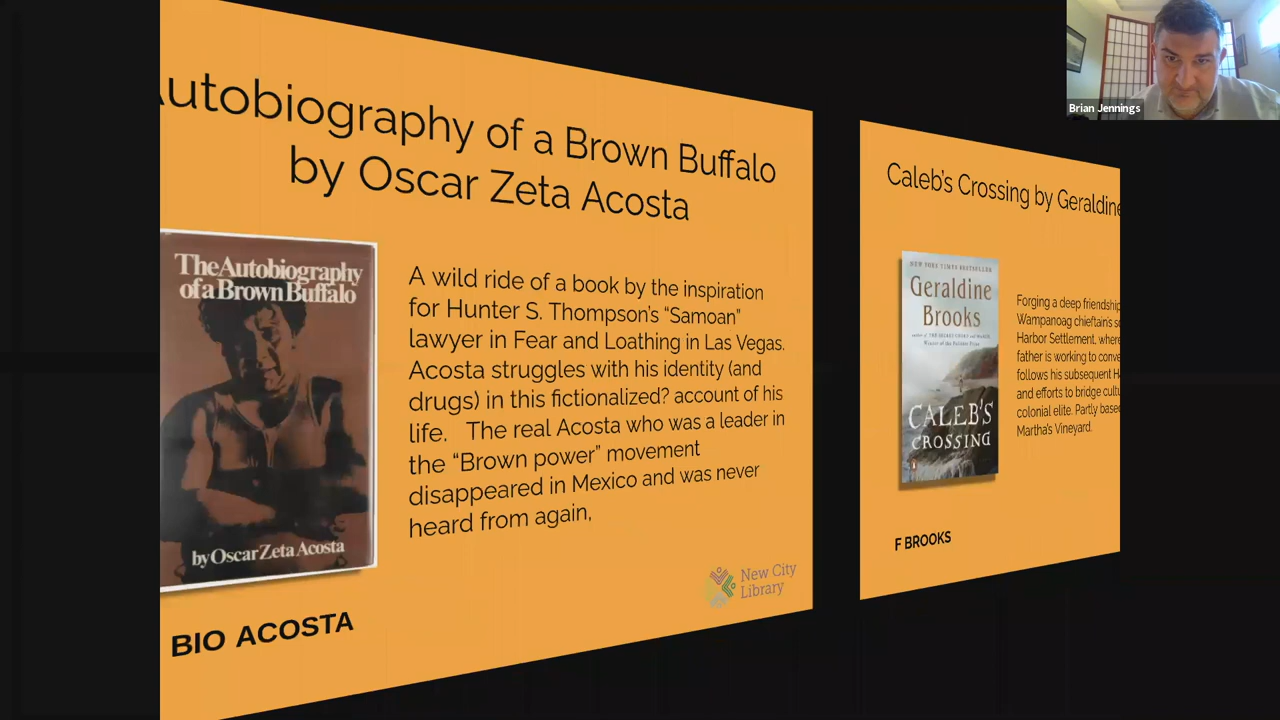 Autobiography of a Brown Buffalo
by Oscar Zeta Acosta
The Autobiography
of a Brown Buffalo
by Oscar Zeta Acosta
A wild ride of a book by the inspiration
for Hunter S. Thompson's “Samoan”
lawyer in Fear and Loathing in Las Vegas.
Acosta struggles with his identity (and
drugs) in this fictionalized? account of his
life. The real Acosta who was a leader in
the “Brown power” movement
disappeared in Mexico and was never
heard from again,
New City
Library
BIO ACOSTA
Caleb's Crossing by Geraldine
NEW YORK TIMES BESTSELLER
Geraldine
Brooks
CALEB'S
CROSSING
Forging a deep friendship
Wampanoag chieftain's
Harbor Settlement, where
father is working to
follows his subsequent
and efforts to bridge
colonial elite. Partly
Martha's Vineyard.
F BROOKS
Brian Jennings